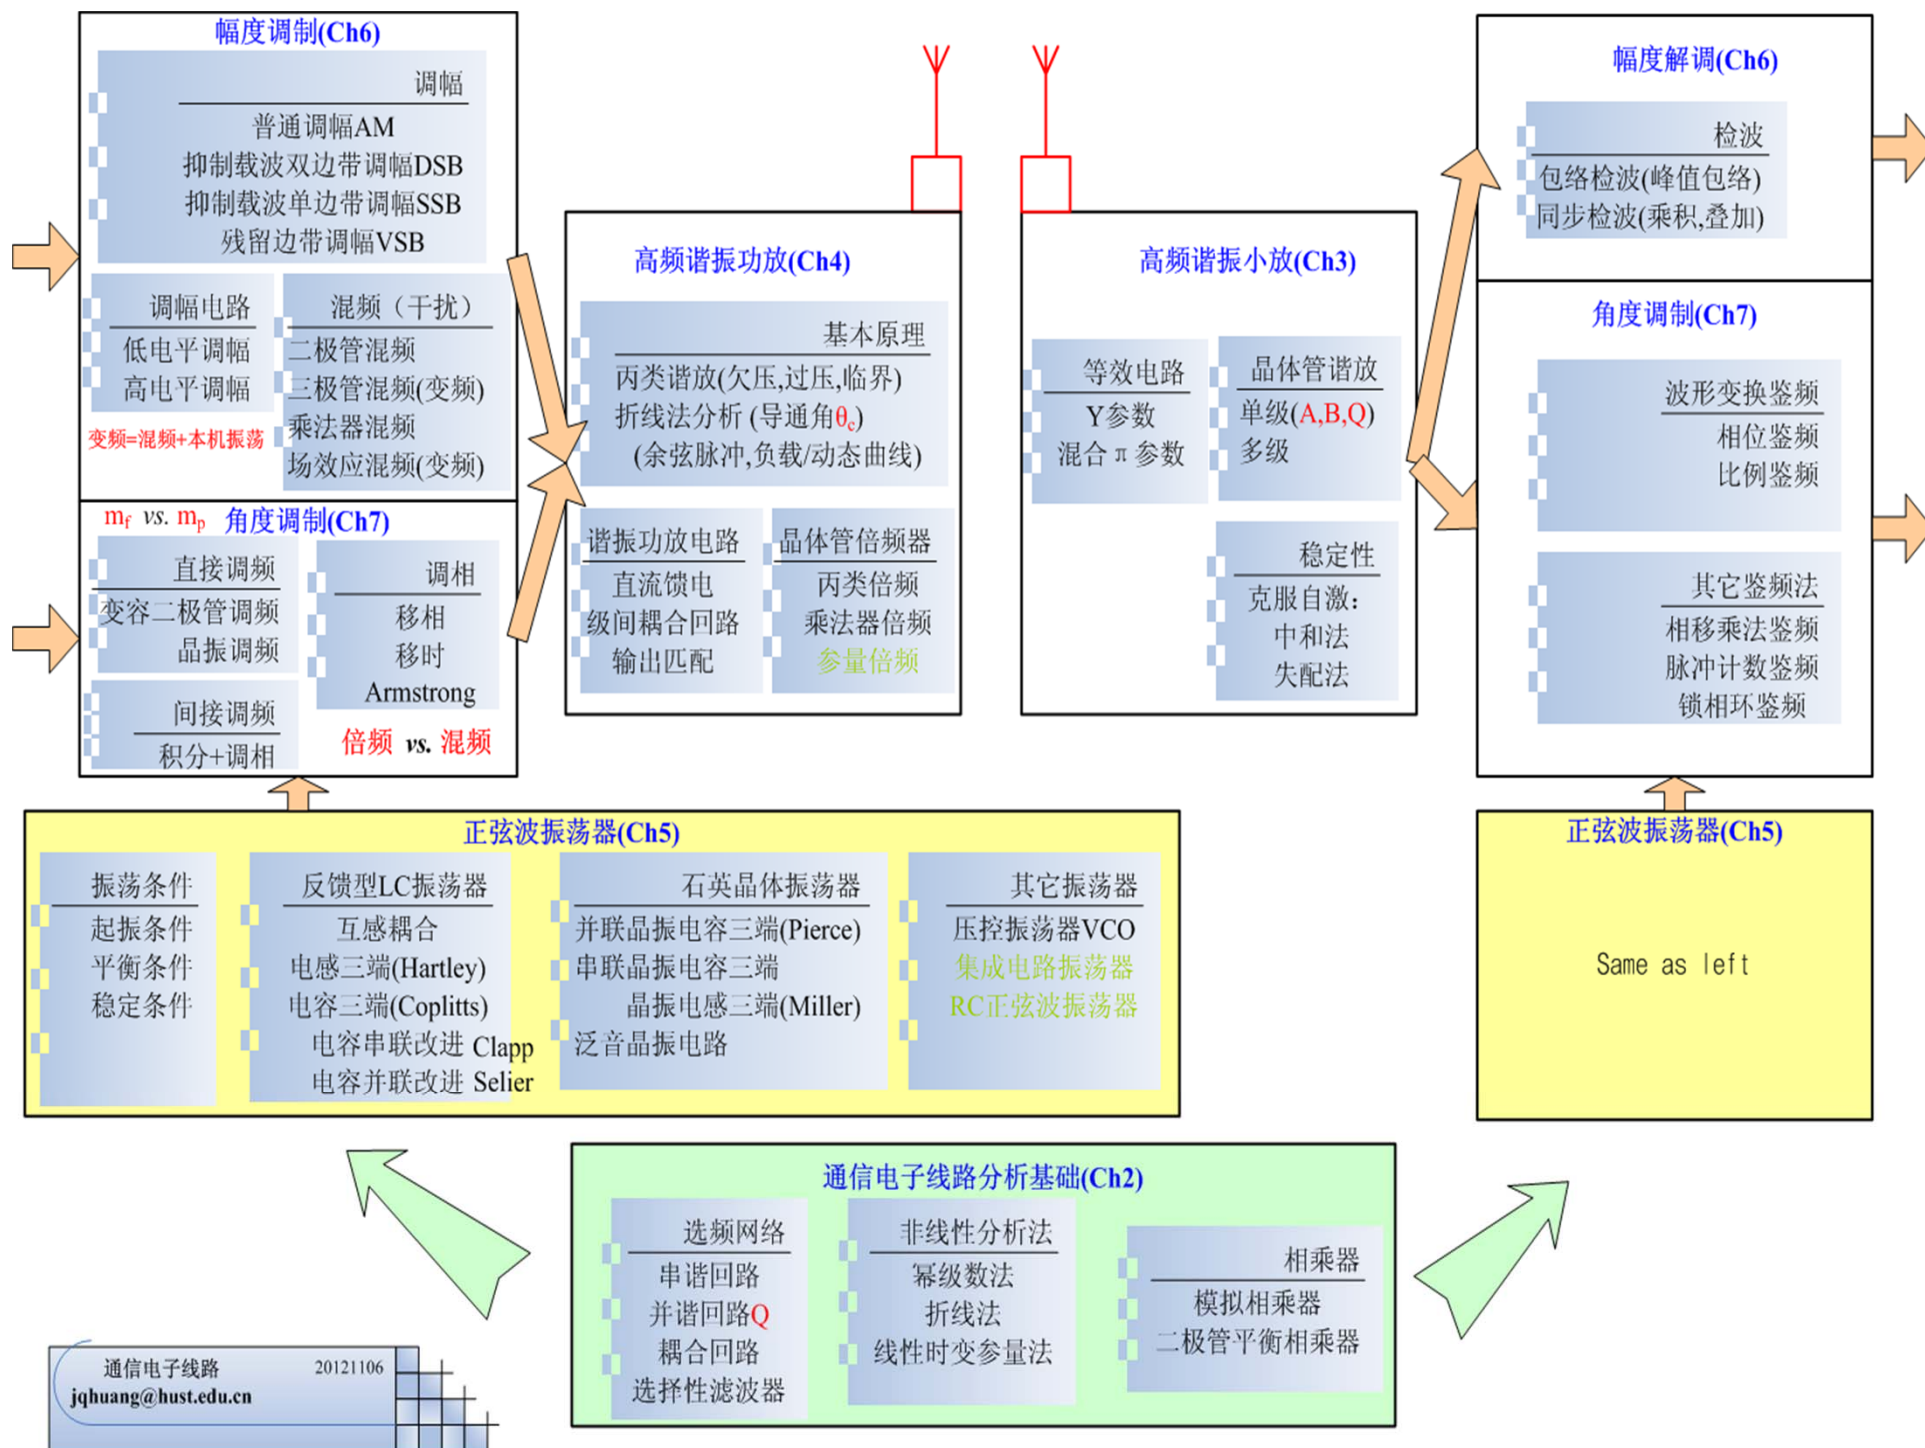 幅度调制(Ch6)
调幅
普通调幅AM
抑制载波双边带调幅DSB
抑制载波单边带调幅SSB
残留边带调幅VSB
调幅电路
低电平调幅
高电平调幅
变频=混频+本机振荡
混频（干扰）
二极管混频
三极管混频(变频)
乘法器混频
场效应混频(变频)
m_f vs. m_p 角度调制(Ch7)
直接调频
变容二极管调频
晶振调频
调相
移相
移时
Armstrong
间接调频
积分+调相
倍频 vs. 混频
高频谐振功放(Ch4)
基本原理
丙类谐放(欠压,过压,临界)
折线法分析 (导通角θc)
(余弦脉冲,负载/动态曲线)
谐振功放电路
直流馈电
级间耦合回路
输出匹配
晶体管倍频器
丙类倍频
乘法器倍频
参量倍频
高频谐振小放(Ch3)
等效电路
Y参数
混合π参数
晶体管谐放
单级(A,B,Q)
多级
稳定性
克服自激:
中和法
失配法
幅度解调(Ch6)
检波
包络检波(峰值包络)
同步检波(乘积,叠加)
角度调制(Ch7)
波形变换鉴频
相位鉴频
比例鉴频
其它鉴频法
相移乘法鉴频
脉冲计数鉴频
锁相环鉴频
正弦波振荡器(Ch5)
振荡条件
起振条件
平衡条件
稳定条件
反馈型LC振荡器
互感耦合
电感三端(Hartley)
电容三端(Coplitts)
电容串联改进 Clapp
电容并联改进 Selier
石英晶体振荡器
并联晶振电容三端(Pierce)
串联晶振电容三端
晶振电感三端(Miller)
泛音晶振电路
其它振荡器
压控振荡器VCO
集成电路振荡器
RC正弦波振荡器
正弦波振荡器(Ch5)
Same as left
通信电子线路分析基础(Ch2)
选频网络
串谐回路
并谐回路Q
耦合回路
选择性滤波器
非线性分析法
幂级数法
折线法
线性时变参量法
相乘器
模拟相乘器
二极管平衡相乘器
通信电子线路 20121106
jqhuang@hust.edu.cn